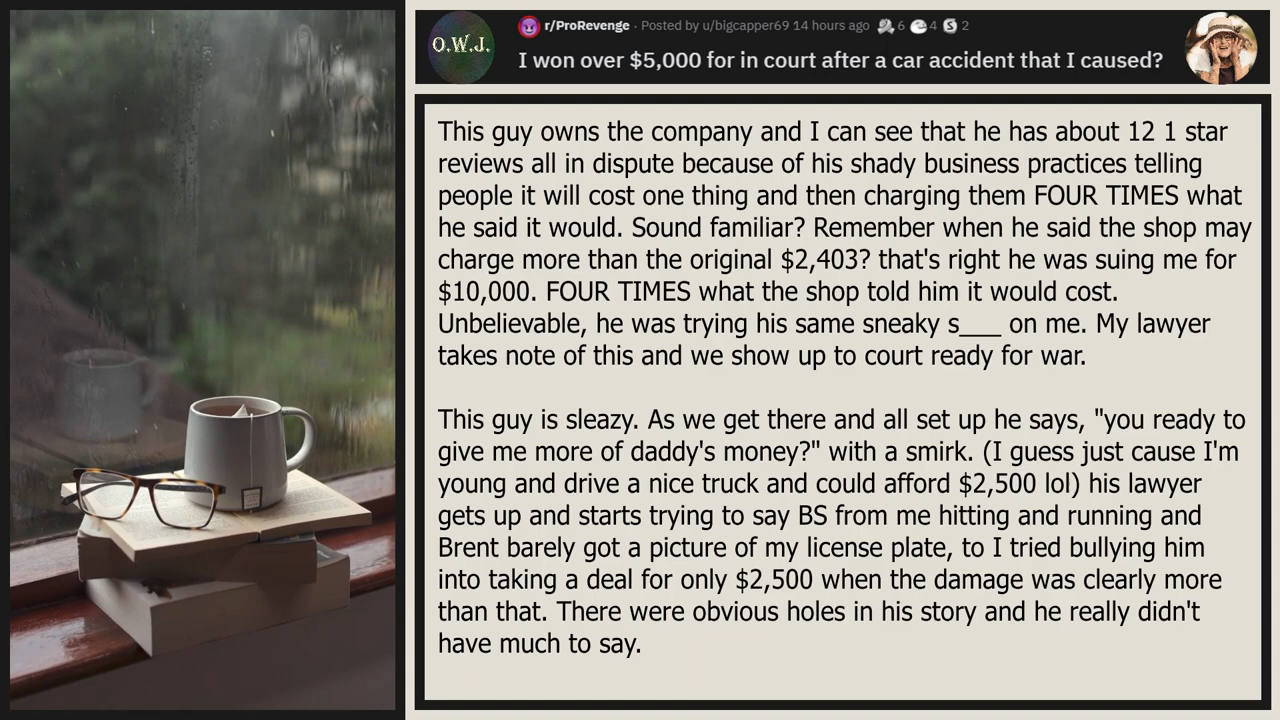 O.W.J.
r/ProRevenge · Posted by u/bigcapper69 14 hours ago 6 4 S 2
I won over $5,000 for in court after a car accident that I caused?
This guy owns the company and I can see that he has about 12 1 star
reviews all in dispute because of his shady business practices telling
people it will cost one thing and then charging them FOUR TIMES what
he said it would. Sound familiar? Remember when he said the shop may
charge more than the original $2,403? that's right he was suing me for
$10,000. FOUR TIMES what the shop told him it would cost.
Unbelievable, he was trying his same sneaky s___ on me. My lawyer
takes note of this and we show up to court ready for war.
This guy is sleazy. As we get there and all set up he says, "you ready to
give me more of daddy's money?" with a smirk. (I guess just cause I'm
young and drive a nice truck and could afford $2,500 lol) his lawyer
gets up and starts trying to say BS from me hitting and running and
Brent barely got a picture of my license plate, to I tried bullying him
into taking a deal for only $2,500 when the damage was clearly more
than that. There were obvious holes in his story and he really didn't
have much to say.